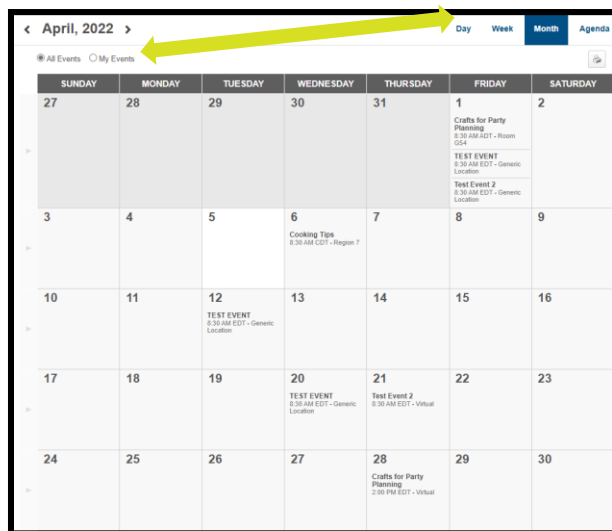 April, 2022
Day Week Month Agenda
All Events My Events
SUNDAY MONDAY TUESDAY WEDNESDAY THURSDAY FRIDAY SATURDAY
27 28 29 30 31 1 2
Crafts for Party
Planning
8:30 AM ADT - Room
GS4
TEST EVENT
8:30 AM EDT - Generic
Location
Test Event 2
8:30 AM EDT - Generic
Location
3 4 5 6 7 8 9
Cooking Tips
8:30 AM CDT - Region 7
10 11 12 13 14 15 16
TEST EVENT
8:30 AM EDT - Generic
Location
17 18 19 20 21 22 23
TEST EVENT
8:30 AM EDT - Generic
Location
Test Event 2
8:30 AM EDT - Virtual
24 25 26 27 28 29 30
Crafts for Party
Planning
2:00 PM EDT - Virtual